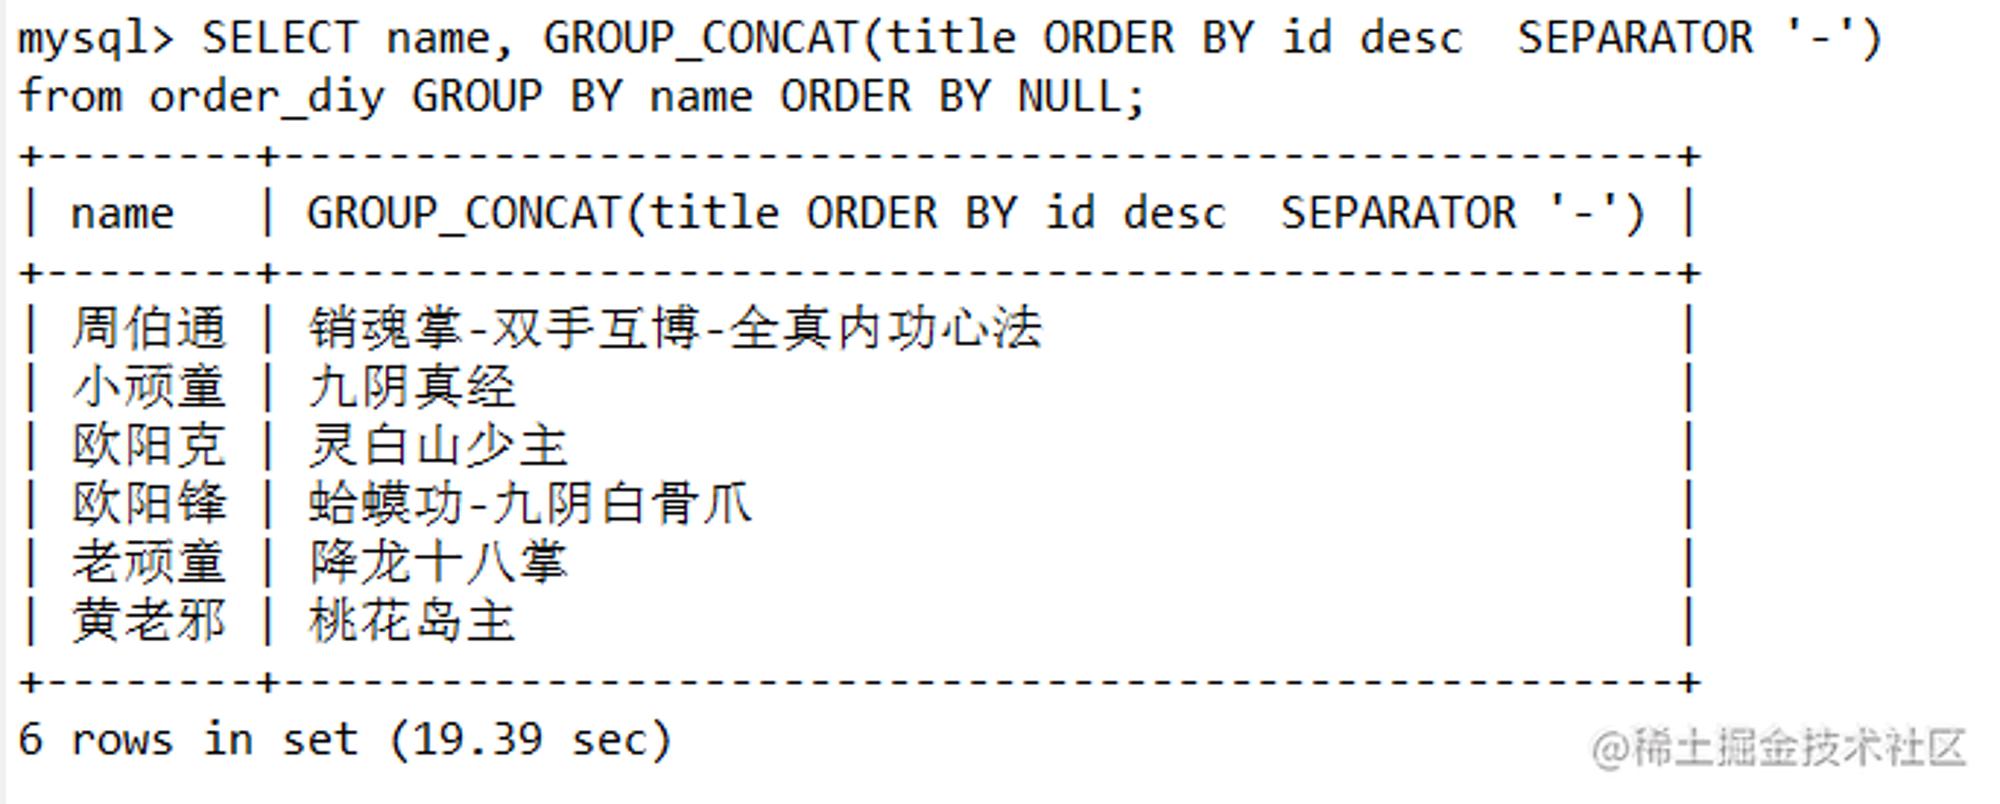 mysql> SELECT name, GROUP_CONCAT(title ORDER BY id desc  SEPARATOR '-')
from order_diy GROUP BY name ORDER BY NULL;
+--------+------------------------------------------------------+
| name   | GROUP_CONCAT(title ORDER BY id desc  SEPARATOR '-') |
+--------+------------------------------------------------------+
| 周伯通 | 销魂掌-双手互博-全真内功心法 |
| 小顽童 | 九阴真经 |
| 欧阳克 | 灵白山少主 |
| 欧阳锋 | 蛤蟆功-九阴白骨爪 |
| 老顽童 | 降龙十八掌 |
| 黄老邪 | 桃花岛主 |
+--------+------------------------------------------------------+
6 rows in set (19.39 sec)
@稀土掘金技术社区